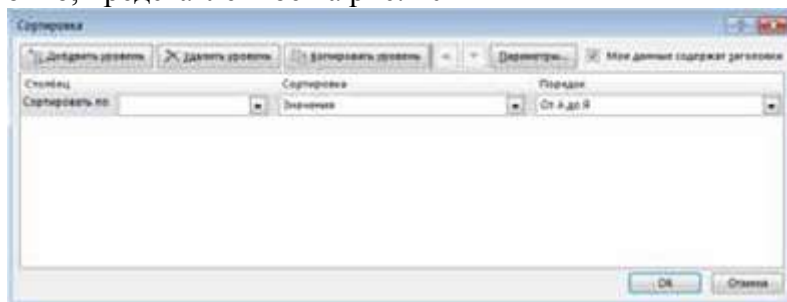 Сортировка
Добавить уровень Удалить уровень Копировать уровень Параметры... Мои данные содержат заголовки
Столбец Сортировка Порядок
Сортировать по Значения От А до Я
ОК Отмена